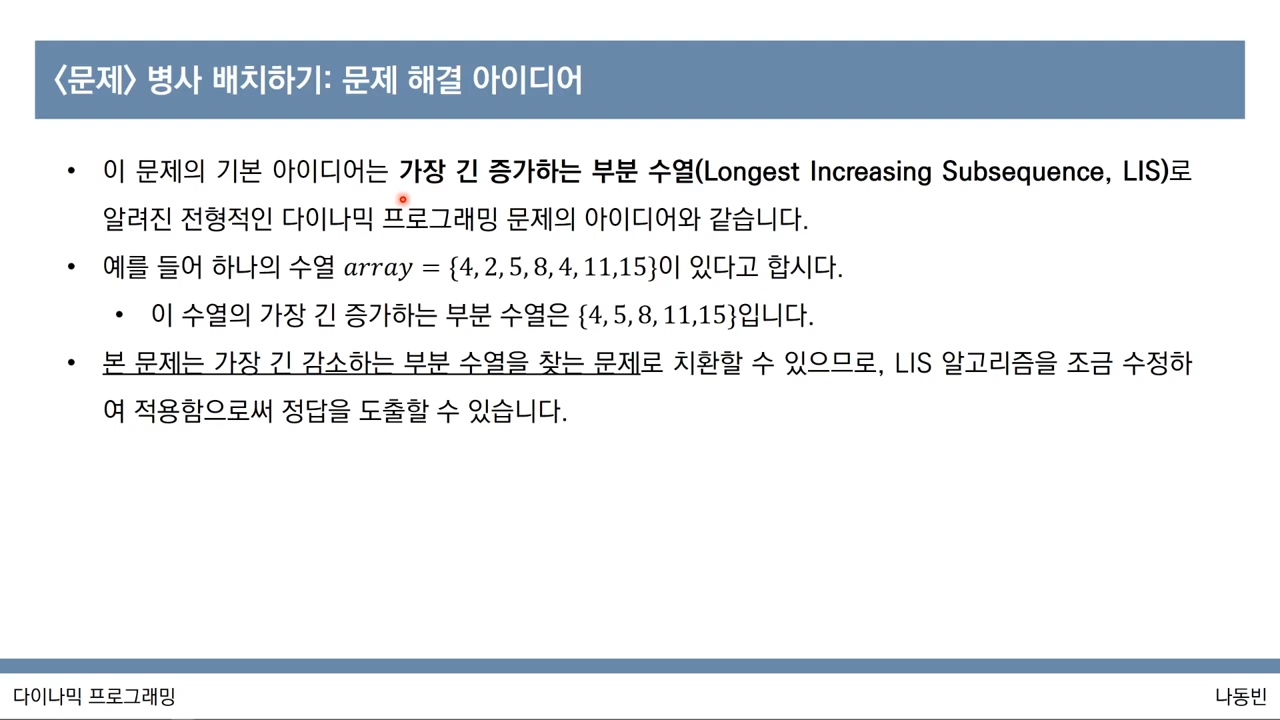 〈문제〉 병사 배치하기: 문제 해결 아이디어
• 이 문제의 기본 아이디어는 가장 긴 증가하는 부분 수열(Longest Increasing Subsequence, LIS)로
알려진 전형적인 다이나믹 프로그래밍 문제의 아이디어와 같습니다.
• 예를 들어 하나의 수열 array = {4, 2, 5, 8, 4, 11,15}이 있다고 합시다.
• 이 수열의 가장 긴 증가하는 부분 수열은 {4, 5, 8, 11,15}입니다.
• 본 문제는 가장 긴 감소하는 부분 수열을 찾는 문제로 치환할 수 있으므로, LIS 알고리즘을 조금 수정하
여 적용함으로써 정답을 도출할 수 있습니다.
다이나믹 프로그래밍
나동빈